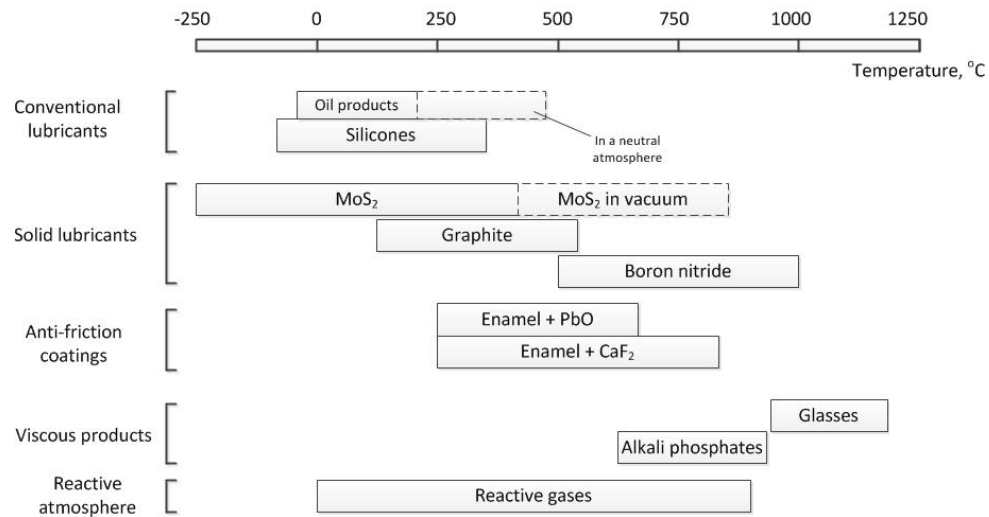 -250 0 250 500 750 1000 1250
Temperature, °C
Conventional
lubricants
Oil products
Silicones
In a neutral
atmosphere
Solid lubricants
MoS₂
MoS₂ in vacuum
Graphite
Boron nitride
Anti-friction
coatings
Enamel + PbO
Enamel + CaF₂
Viscous products
Glasses
Alkali phosphates
Reactive
atmosphere
Reactive gases